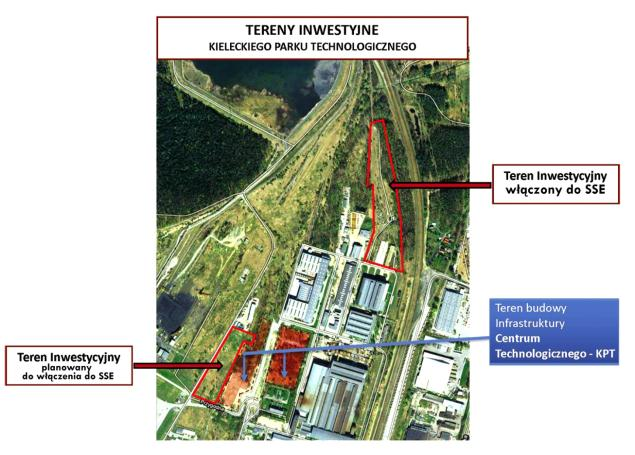 TERENY INWESTYJNE
KIELECKIEGO PARKU TECHNOLOGICZNEGO
Teren Inwestycyjny
włączony do SSE
Teren budowy
Infrastruktury
Centrum
Technologicznego - KPT
Teren Inwestycyjny
planowany
do włączenia do SSE